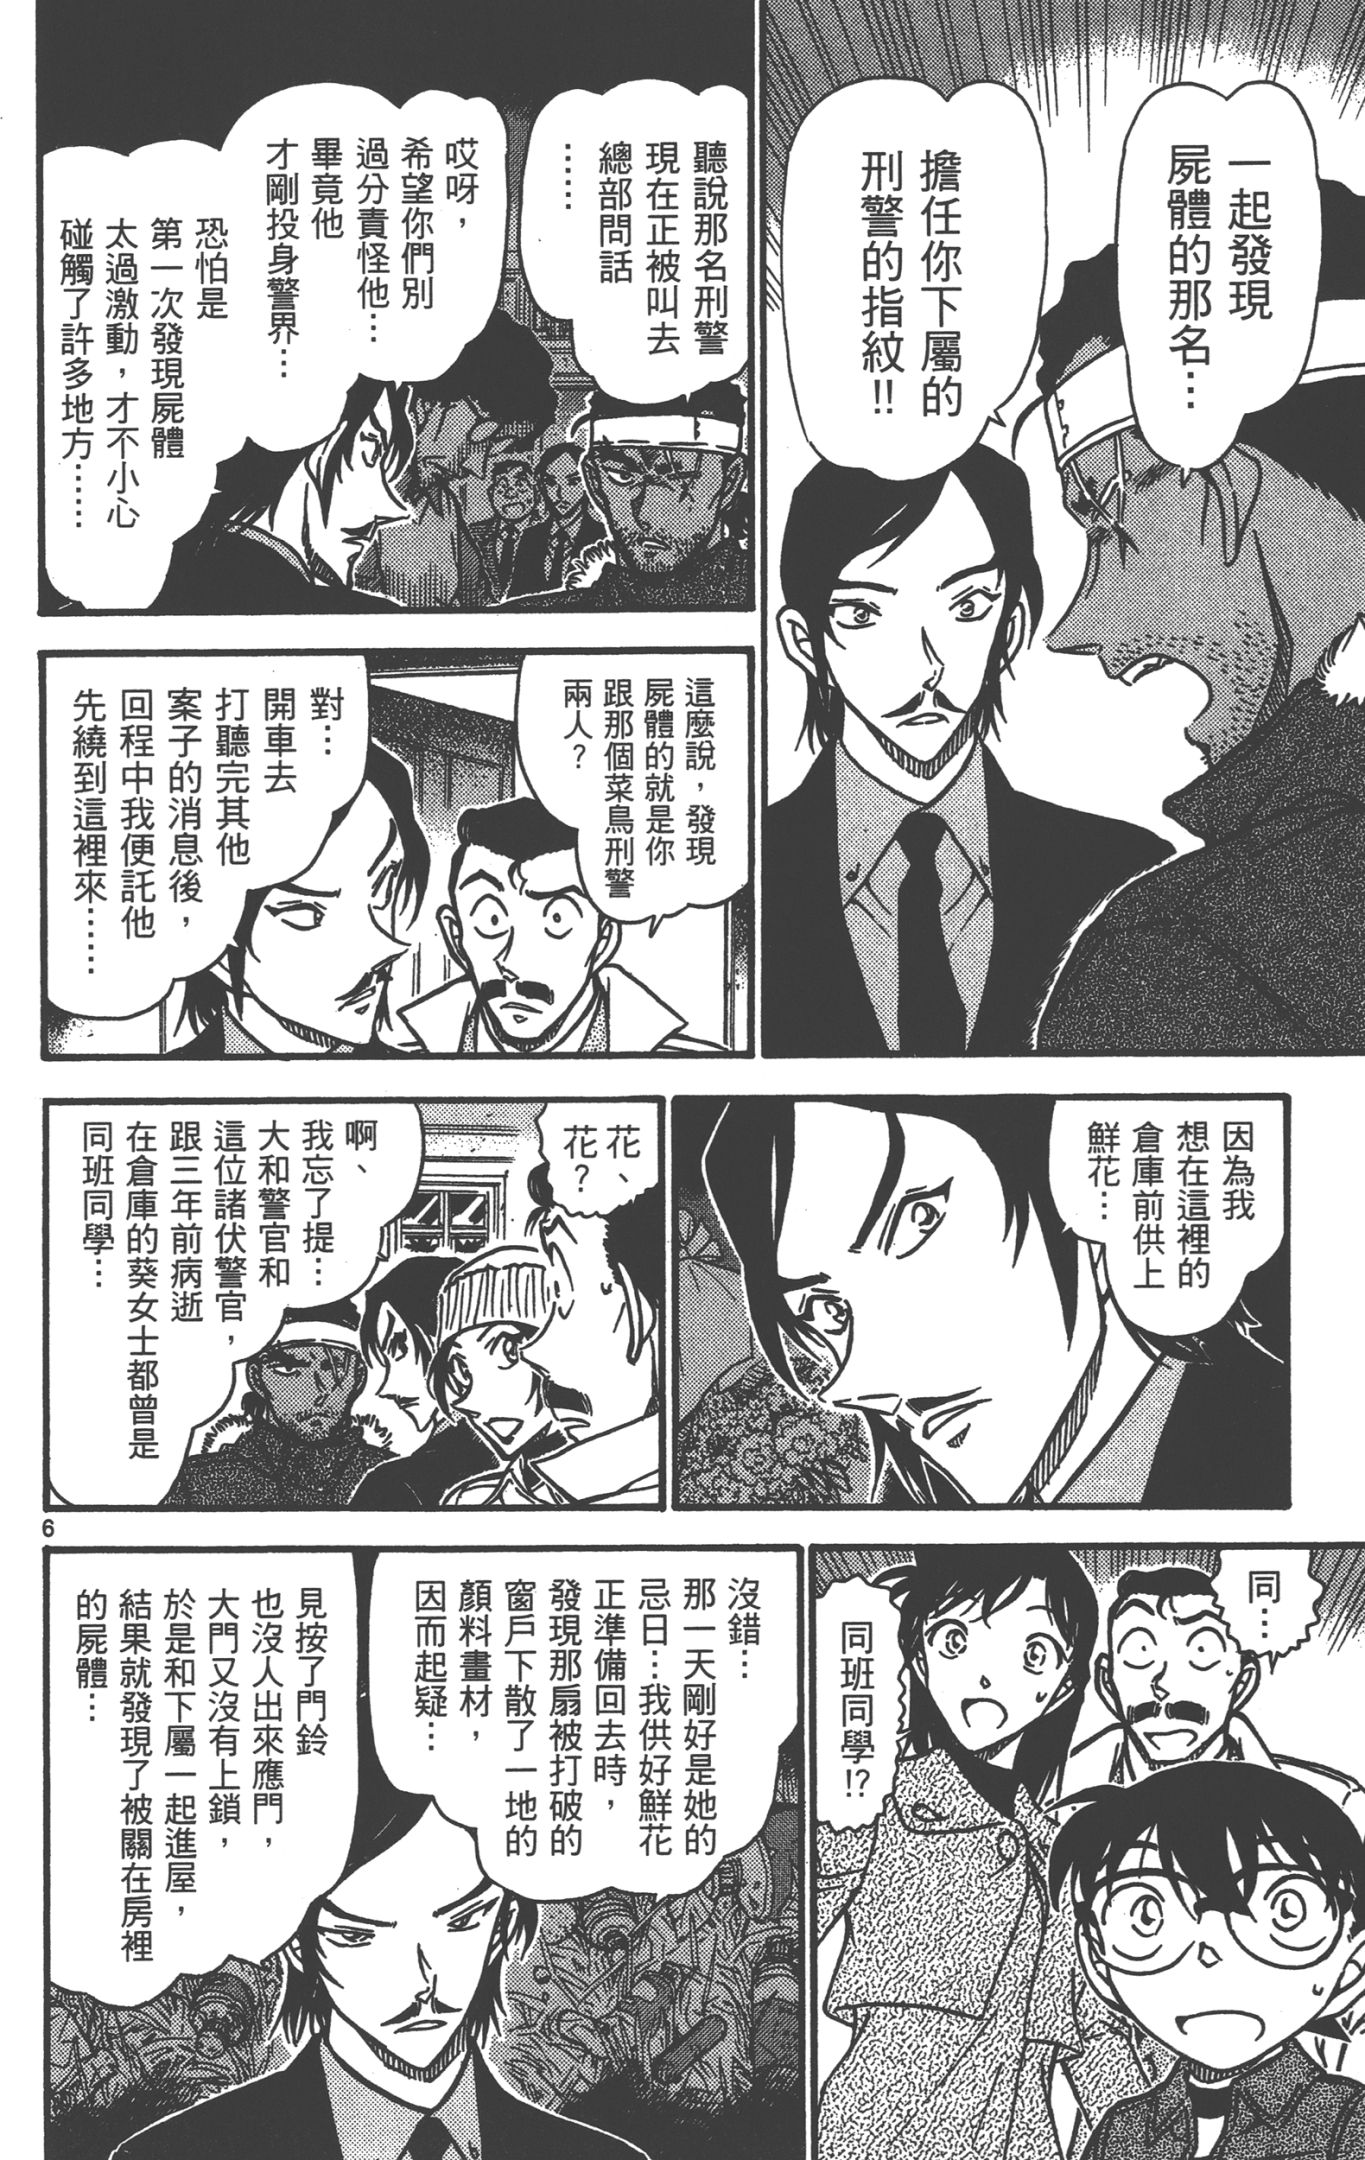 一起發現
屍體的那名…
擔任你下屬的
刑警的指紋!!
聽說那名刑警
現在正被叫去
總部問話
……
哎呀，
希望你們別
過分責怪他…
畢竟他
才剛投身警界…
恐怕是
第一次發現屍體
太過激動，才不小心
碰觸了許多地方……
這麼說，發現
屍體的就是你
跟那個菜鳥刑警
兩人？
對…
開車去
打聽完其他
案子的消息後，
回程中我便託他
先繞到這裡來……
因為我
想在這裡的
倉庫前供上
鮮花…
花、
花？
啊、
我忘了提…
大和警官和
這位諸伏警官，
跟三年前病逝
在倉庫的葵女士都曾是
同班同學…
同…
同班同學!?
沒錯…
那一天剛好是她的
忌日…我供好鮮花
正準備回去時，
發現那扇被打破的
窗戶下散了一地的
顏料畫材，
因而起疑…
見按了門鈴
也沒人出來應門，
大門又沒有上鎖，
於是和下屬一起進屋，
結果就發現了被關在房裡
的屍體…
6